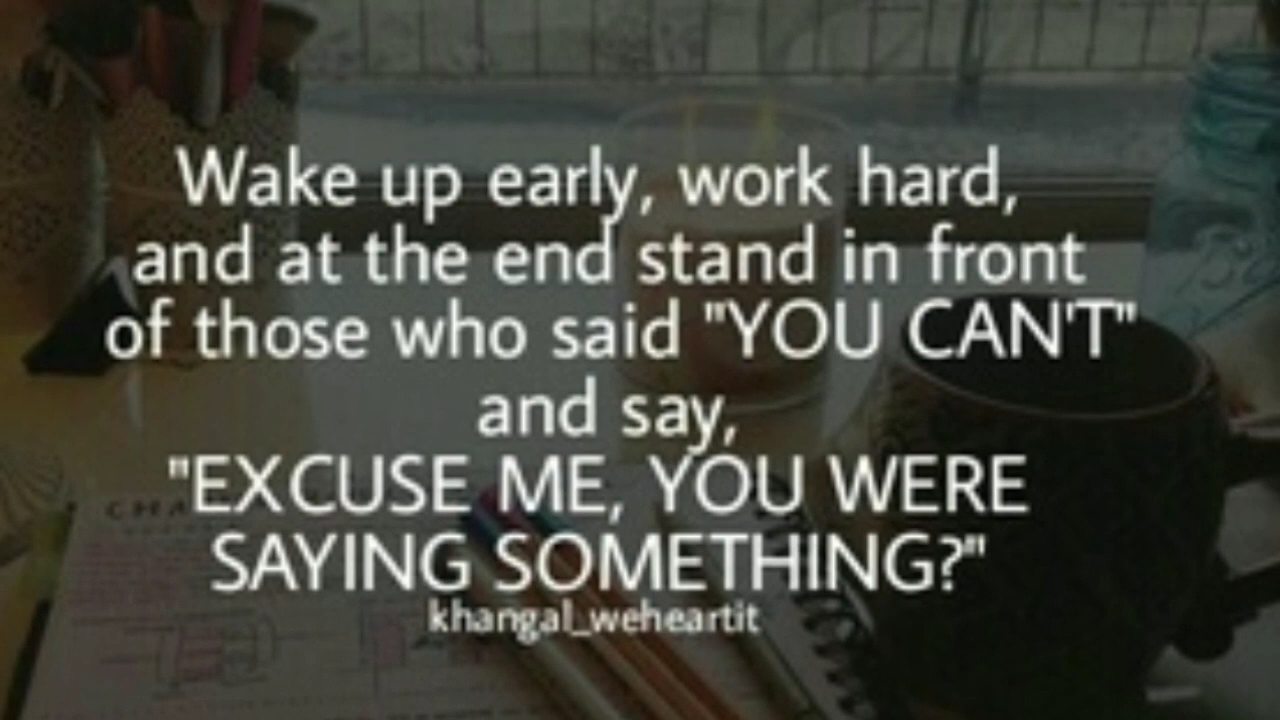 Wake up early, work hard,
and at the end stand in front
of those who said "YOU CAN'T"
and say,
"EXCUSE ME, YOU WERE
SAYING SOMETHING?"
khangal_weheartit